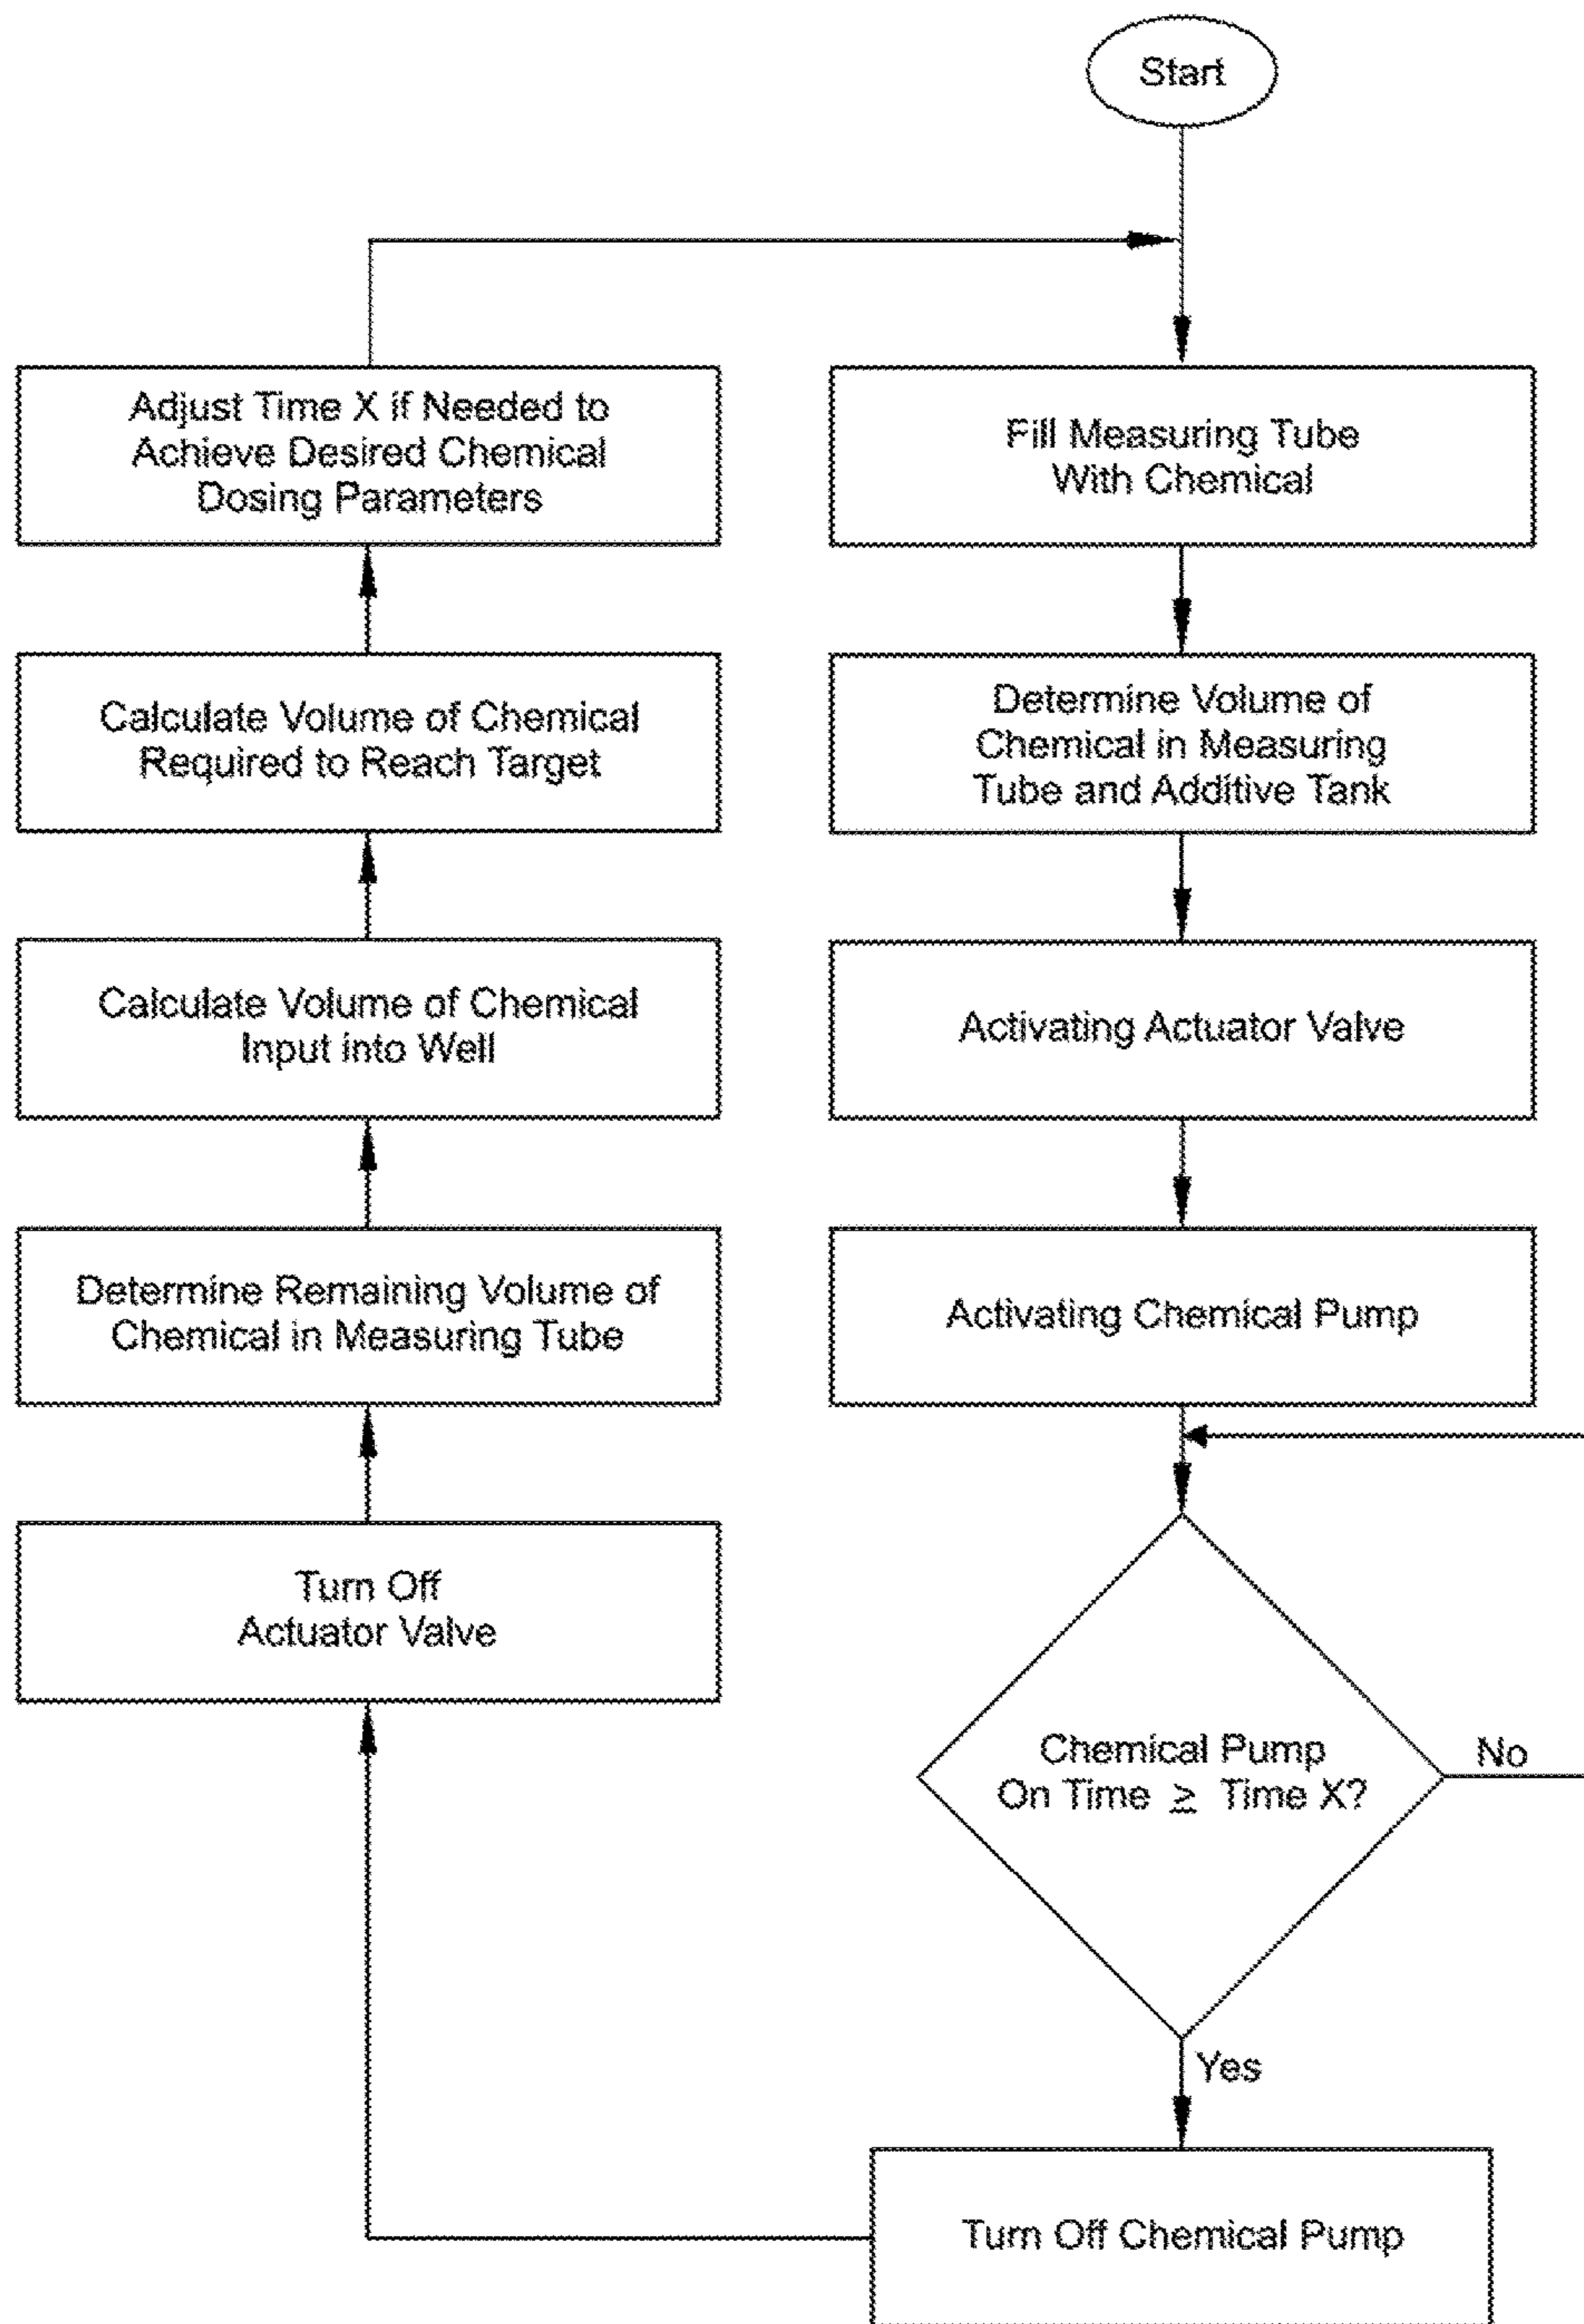 Start
Fill Measuring Tube
With Chemical
Determine Volume of
Chemical in Measuring
Tube and Additive Tank
Activating Actuator Valve
Activating Chemical Pump
Chemical Pump
On Time ≥ Time X?
No
Yes
Turn Off Chemical Pump
Turn Off
Actuator Valve
Determine Remaining Volume of
Chemical in Measuring Tube
Calculate Volume of Chemical
Input into Well
Calculate Volume of Chemical
Required to Reach Target
Adjust Time X if Needed to
Achieve Desired Chemical
Dosing Parameters